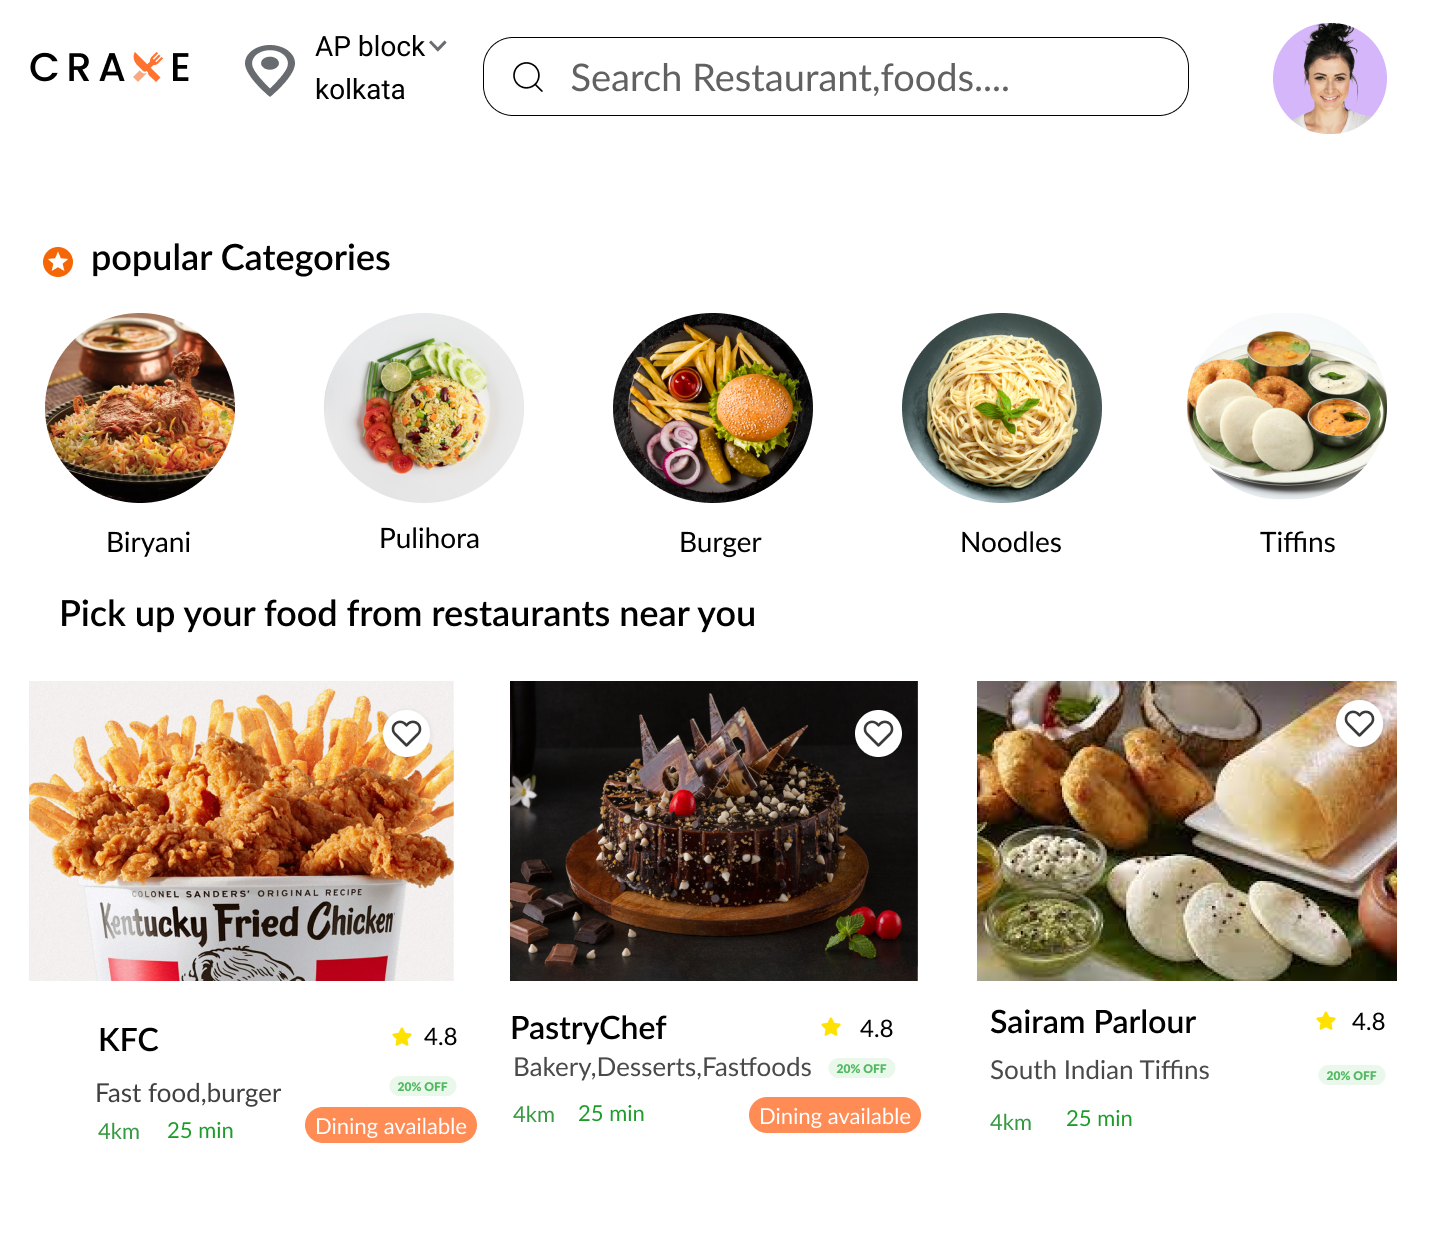 CRAVE
AP block
kolkata
Search Restaurant,foods....
popular Categories
Biryani
Pulihora
Burger
Noodles
Tiffins
Pick up your food from restaurants near you
COLONEL SANDERS' ORIGINAL RECIPE
Kentucky Fried Chicken
KFC
4.8
Fast food,burger
20% OFF
4km
25 min
Dining available
PastryChef
4.8
Bakery,Desserts,Fastfoods
20% OFF
4km
25 min
Dining available
Sairam Parlour
4.8
South Indian Tiffins
20% OFF
4km
25 min